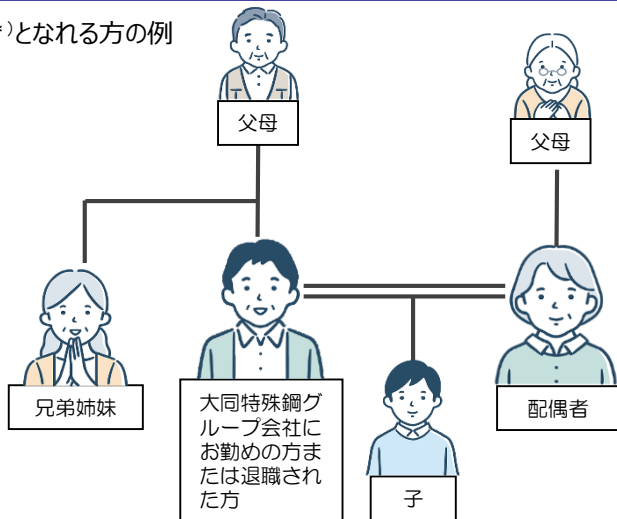 ）となれる方の例
父母
父母
兄弟姉妹
大同特殊鋼グ
ループ会社に
お勤めの方ま
たは退職され
た方
子
配偶者